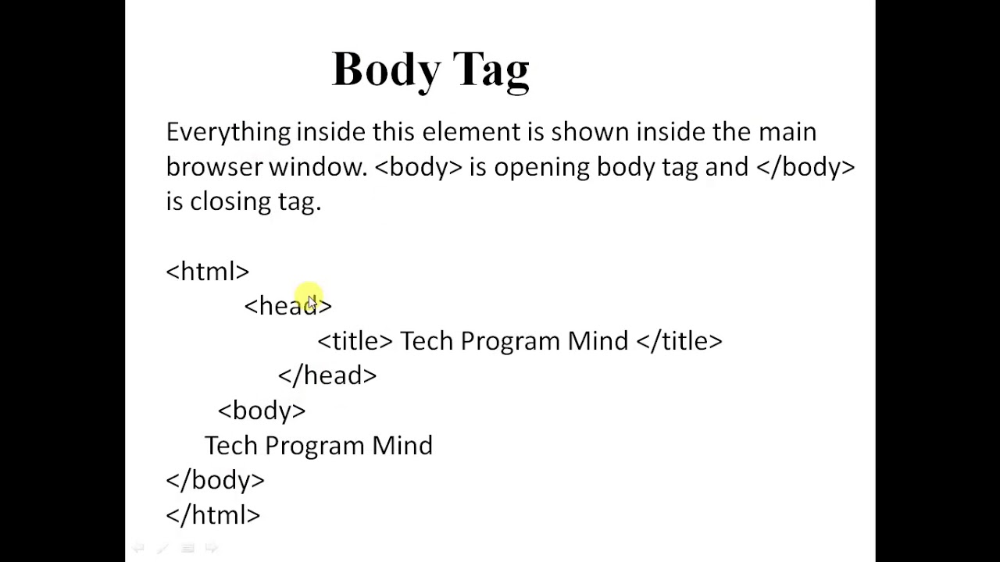 Body Tag
Everything inside this element is shown inside the main
browser window. <body> is opening body tag and </body>
is closing tag.
<html>
<head>
<title> Tech Program Mind </title>
</head>
<body>
Tech Program Mind
</body>
</html>